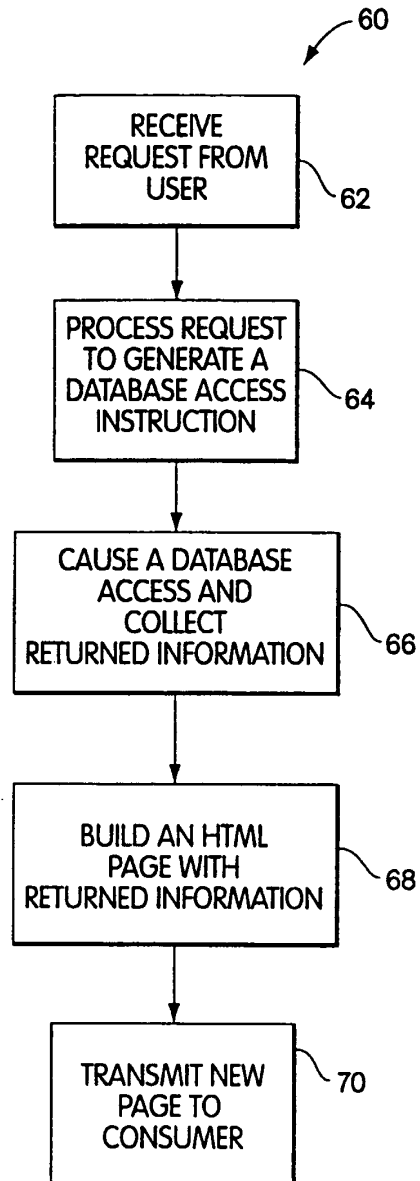 60
RECEIVE
REQUEST FROM
USER
62
PROCESS REQUEST
TO GENERATE A
DATABASE ACCESS
INSTRUCTION
64
CAUSE A DATABASE
ACCESS AND
COLLECT
RETURNED INFORMATION
66
BUILD AN HTML
PAGE WITH
RETURNED INFORMATION
68
TRANSMIT NEW
PAGE TO
CONSUMER
70